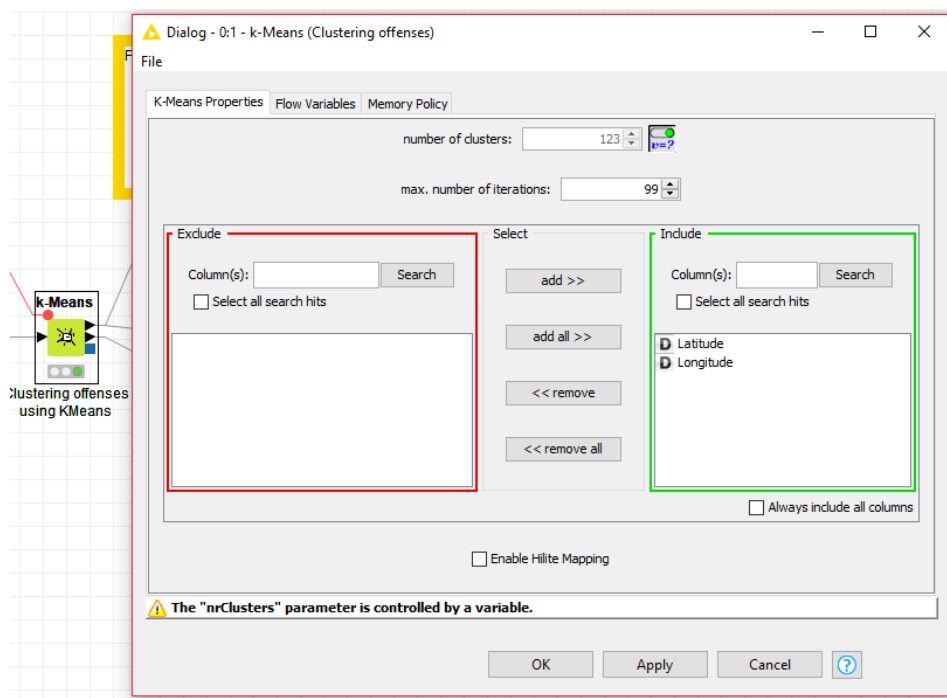 Dialog - 0:1 - k-Means (Clustering offenses)
F
File
K-Means Properties Flow Variables Memory Policy
number of clusters: 123
v=?
max. number of iterations: 99
Exclude Select Include
Column(s): Search add >> Column(s): Search
Select all search hits Select all search hits
k-Means
add all >> D Latitude
D Longitude
Clustering offenses
using KMeans
<< remove
<< remove all
Always include all columns
Enable Hilite Mapping
The "nrClusters" parameter is controlled by a variable.
OK Apply Cancel ?